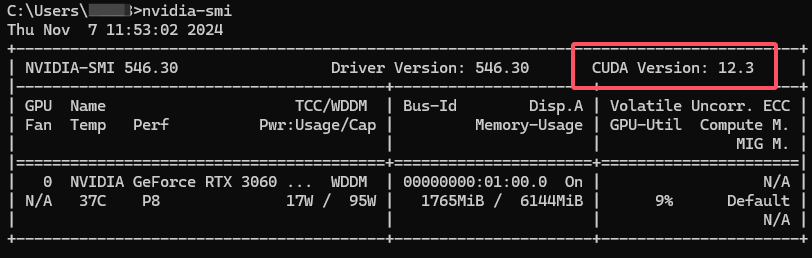 C:\Users\3>nvidia-smi
Thu Nov  7 11:53:02 2024
+---------------------------------------------------------------------------------------+
| NVIDIA-SMI 546.30                 Driver Version: 546.30       CUDA Version: 12.3     |
|-----------------------------------------+----------------------+----------------------+
| GPU  Name                     TCC/WDDM  | Bus-Id        Disp.A | Volatile Uncorr. ECC |
| Fan  Temp   Perf          Pwr:Usage/Cap |         Memory-Usage | GPU-Util  Compute M. |
|                                         |                      |               MIG M. |
|=========================================+======================+======================|
|   0  NVIDIA GeForce RTX 3060 ...  WDDM  | 00000000:01:00.0  On |                  N/A |
| N/A   37C    P8              17W /  95W |   1765MiB /  6144MiB |      9%      Default |
|                                         |                      |                  N/A |
+-----------------------------------------+----------------------+----------------------+